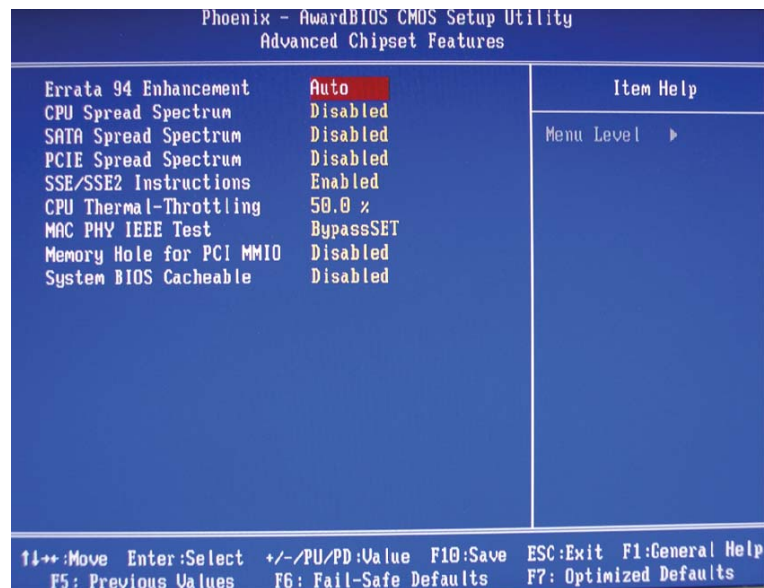 Phoenix - AwardBIOS CMOS Setup Utility
Advanced Chipset Features
Errata 94 Enhancement Auto
CPU Spread Spectrum Disabled
SATA Spread Spectrum Disabled
PCIE Spread Spectrum Disabled
SSE/SSE2 Instructions Enabled
CPU Thermal-Throttling 50.0 %
MAC PHY IEEE Test BypassSET
Memory Hole for PCI MMIO Disabled
System BIOS Cacheable Disabled
Item Help
Menu Level ▶
↑↓→←:Move Enter:Select +/-/PU/PD:Value F10:Save ESC:Exit F1:General Help
F5: Previous Values F6: Fail-Safe Defaults F7: Optimized Defaults